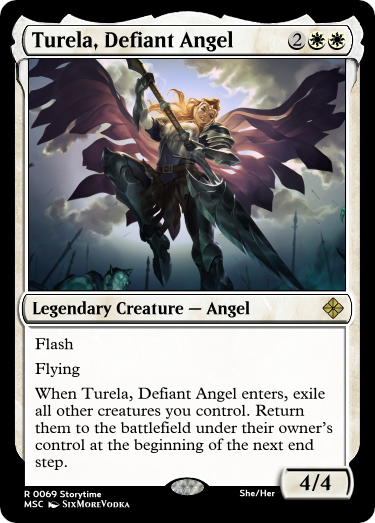 Turela, Defiant Angel 2
Legendary Creature — Angel
Flash
Flying
When Turela, Defiant Angel enters, exile
all other creatures you control. Return
them to the battlefield under their owner's
control at the beginning of the next end
step.
4/4
R 0069 Storytime She/Her
MSC SixMoreVodka